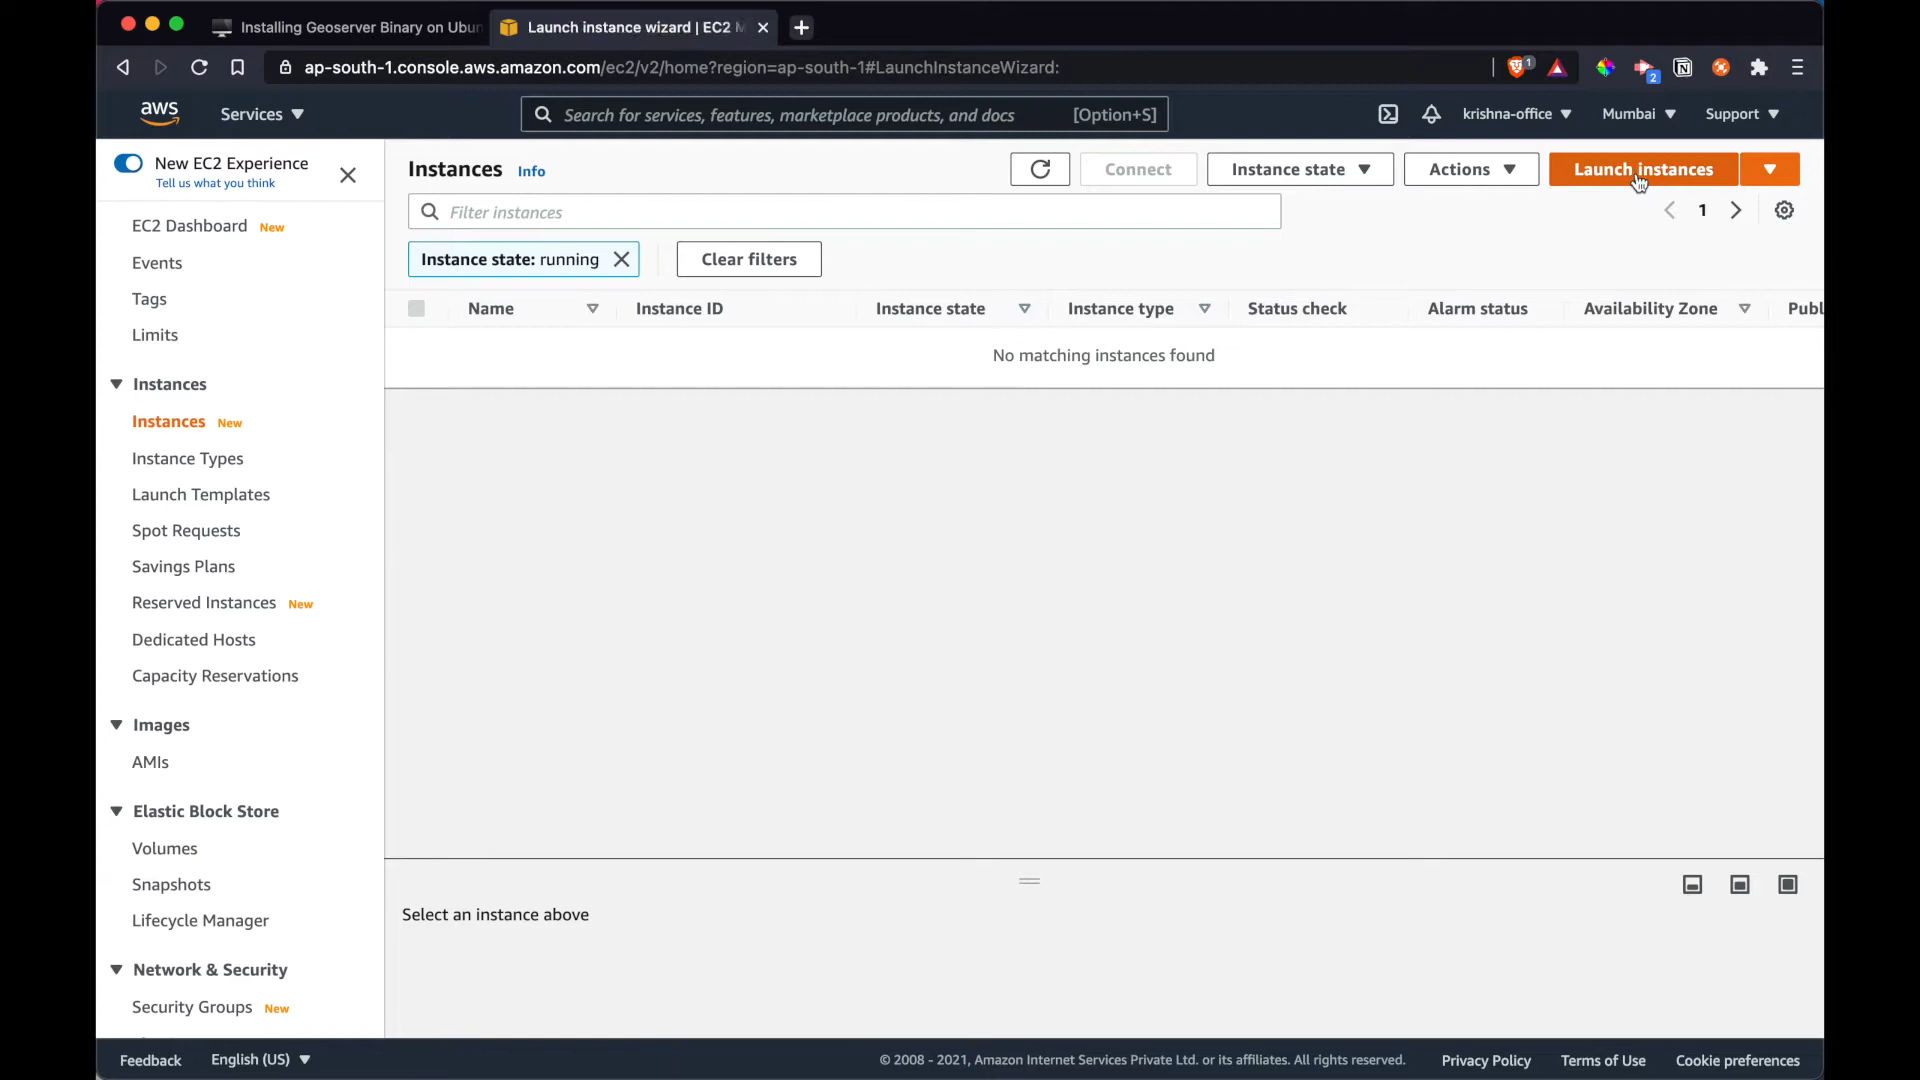 Installing Geoserver Binary on Ubun
Launch instance wizard | EC2 M
ap-south-1.console.aws.amazon.com/ec2/v2/home?region=ap-south-1#LaunchInstanceWizard:
1
2
aws
Services
Search for services, features, marketplace products, and docs [Option+S]
krishna-office
Mumbai
Support
New EC2 Experience
Tell us what you think
EC2 Dashboard New
Events
Tags
Limits
Instances
Instances New
Instance Types
Launch Templates
Spot Requests
Savings Plans
Reserved Instances New
Dedicated Hosts
Capacity Reservations
Images
AMIs
Elastic Block Store
Volumes
Snapshots
Lifecycle Manager
Network & Security
Security Groups New
Instances Info
Connect
Instance state
Actions
Launch instances
Filter instances
1
Instance state: running
Clear filters
Name Instance ID Instance state Instance type Status check Alarm status Availability Zone Publ
No matching instances found
Select an instance above
Feedback English (US)
© 2008 - 2021, Amazon Internet Services Private Ltd. or its affiliates. All rights reserved. Privacy Policy Terms of Use Cookie preferences